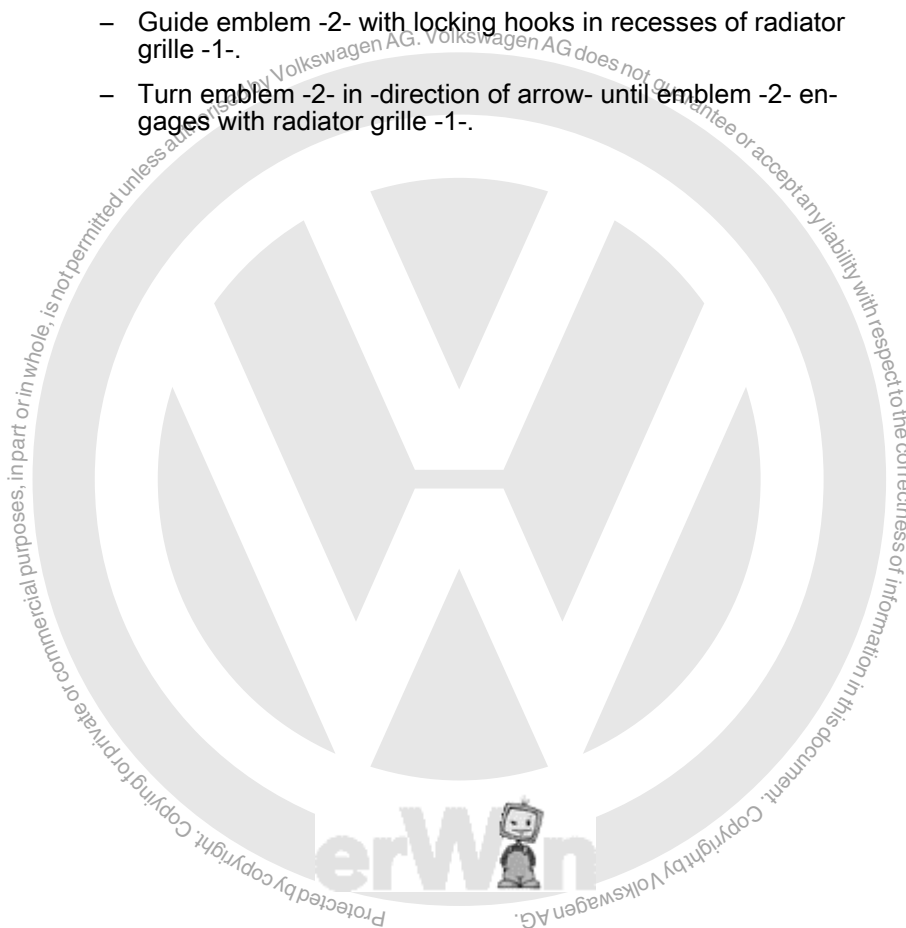 – Guide emblem -2- with locking hooks in recesses of radiator
grille -1-.
– Turn emblem -2- in -direction of arrow- until emblem -2- en-
gages with radiator grille -1-.
Protected by copyright. Copying for private or commercial purposes, in part or in whole, is not permitted unless authorised by Volkswagen AG. Volkswagen AG does not guarantee or accept any liability with respect to the correctness of information in this document. Copyright by Volkswagen AG.
erWin